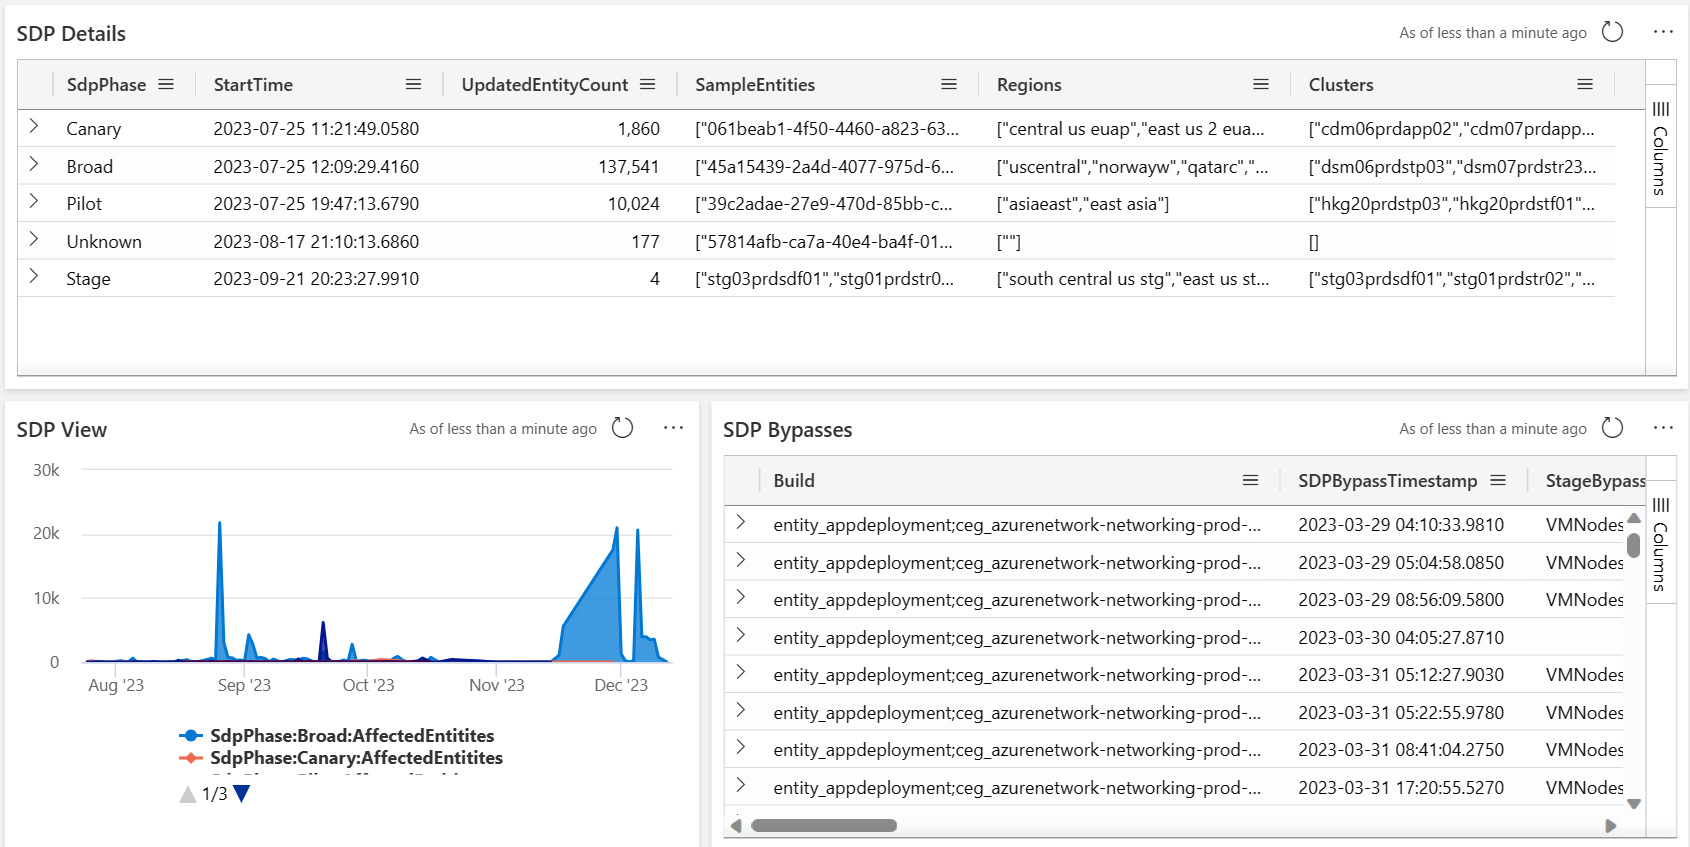 SDP Details
As of less than a minute ago
SdpPhase StartTime UpdatedEntityCount SampleEntities Regions Clusters
Canary 2023-07-25 11:21:49.0580 1,860 ["061beab1-4f50-4460-a823-63... ["central us euap","east us 2 eua... ["cdm06prdapp02","cdm07prdapp...
Broad 2023-07-25 12:09:29.4160 137,541 ["45a15439-2a4d-4077-975d-6... ["uscentral","norwayw","qatarc","... ["dsm06prdstp03","dsm07prdstr23...
Pilot 2023-07-25 19:47:13.6790 10,024 ["39c2adae-27e9-470d-85bb-c... ["asiaeast","east asia"] ["hkg20prdstp03","hkg20prdstf01"...
Unknown 2023-08-17 21:10:13.6860 177 ["57814afb-ca7a-40e4-ba4f-01... [""] []
Stage 2023-09-21 20:23:27.9910 4 ["stg03prdsdf01","stg01prdstr0... ["south central us stg","east us st... ["stg03prdsdf01","stg01prdstr02","...
Columns
SDP View
As of less than a minute ago
30k
20k
10k
0
Aug '23 Sep '23 Oct '23 Nov '23 Dec '23
SdpPhase:Broad:AffectedEntitites
SdpPhase:Canary:AffectedEntitites
1/3
SDP Bypasses
As of less than a minute ago
Build SDPBypassTimestamp StageBypass
entity_appdeployment;ceg_azurenetwork-networking-prod-... 2023-03-29 04:10:33.9810 VMNodes
entity_appdeployment;ceg_azurenetwork-networking-prod-... 2023-03-29 05:04:58.0850 VMNodes
entity_appdeployment;ceg_azurenetwork-networking-prod-... 2023-03-29 08:56:09.5800 VMNodes
entity_appdeployment;ceg_azurenetwork-networking-prod-... 2023-03-30 04:05:27.8710
entity_appdeployment;ceg_azurenetwork-networking-prod-... 2023-03-31 05:12:27.9030 VMNodes
entity_appdeployment;ceg_azurenetwork-networking-prod-... 2023-03-31 05:22:55.9780 VMNodes
entity_appdeployment;ceg_azurenetwork-networking-prod-... 2023-03-31 08:41:04.2750 VMNodes
entity_appdeployment;ceg_azurenetwork-networking-prod-... 2023-03-31 17:20:55.5270 VMNodes
Columns